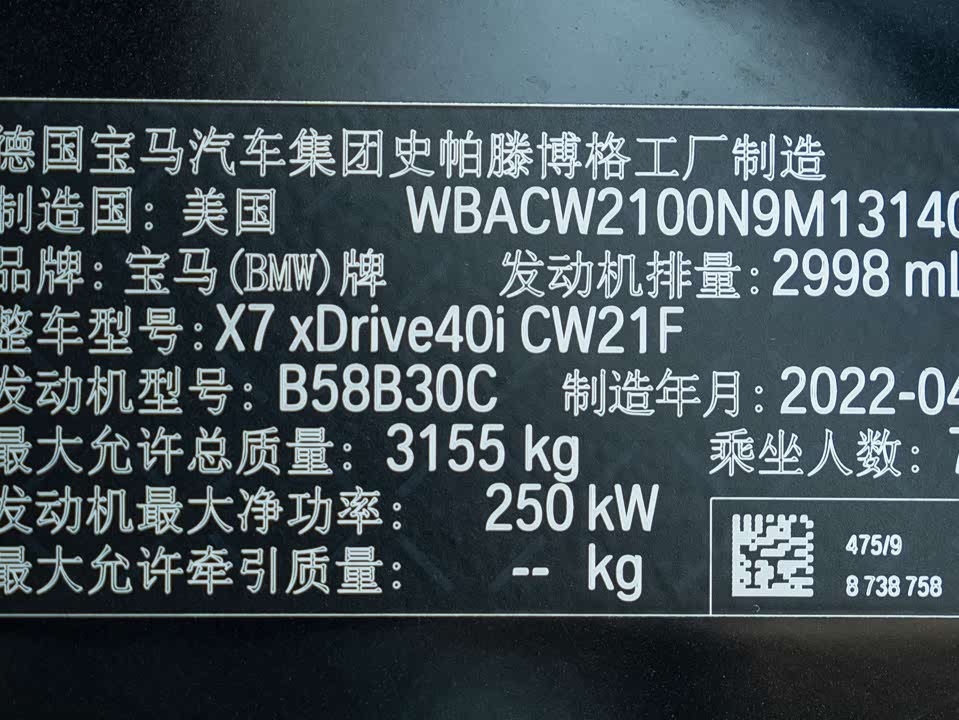 德国宝马汽车集团史帕滕博格工厂制造
制造国：美国 WBACW2100N9M13140
品牌：宝马(BMW)牌 发动机排量：2998 mL
整车型号：X7 xDrive40i CW21F
发动机型号：B58B30C 制造年月：2022-04
最大允许总质量：3155 kg 乘坐人数：7
发动机最大净功率：250 kW
最大允许牵引质量：-- kg
475/9
8 738 758